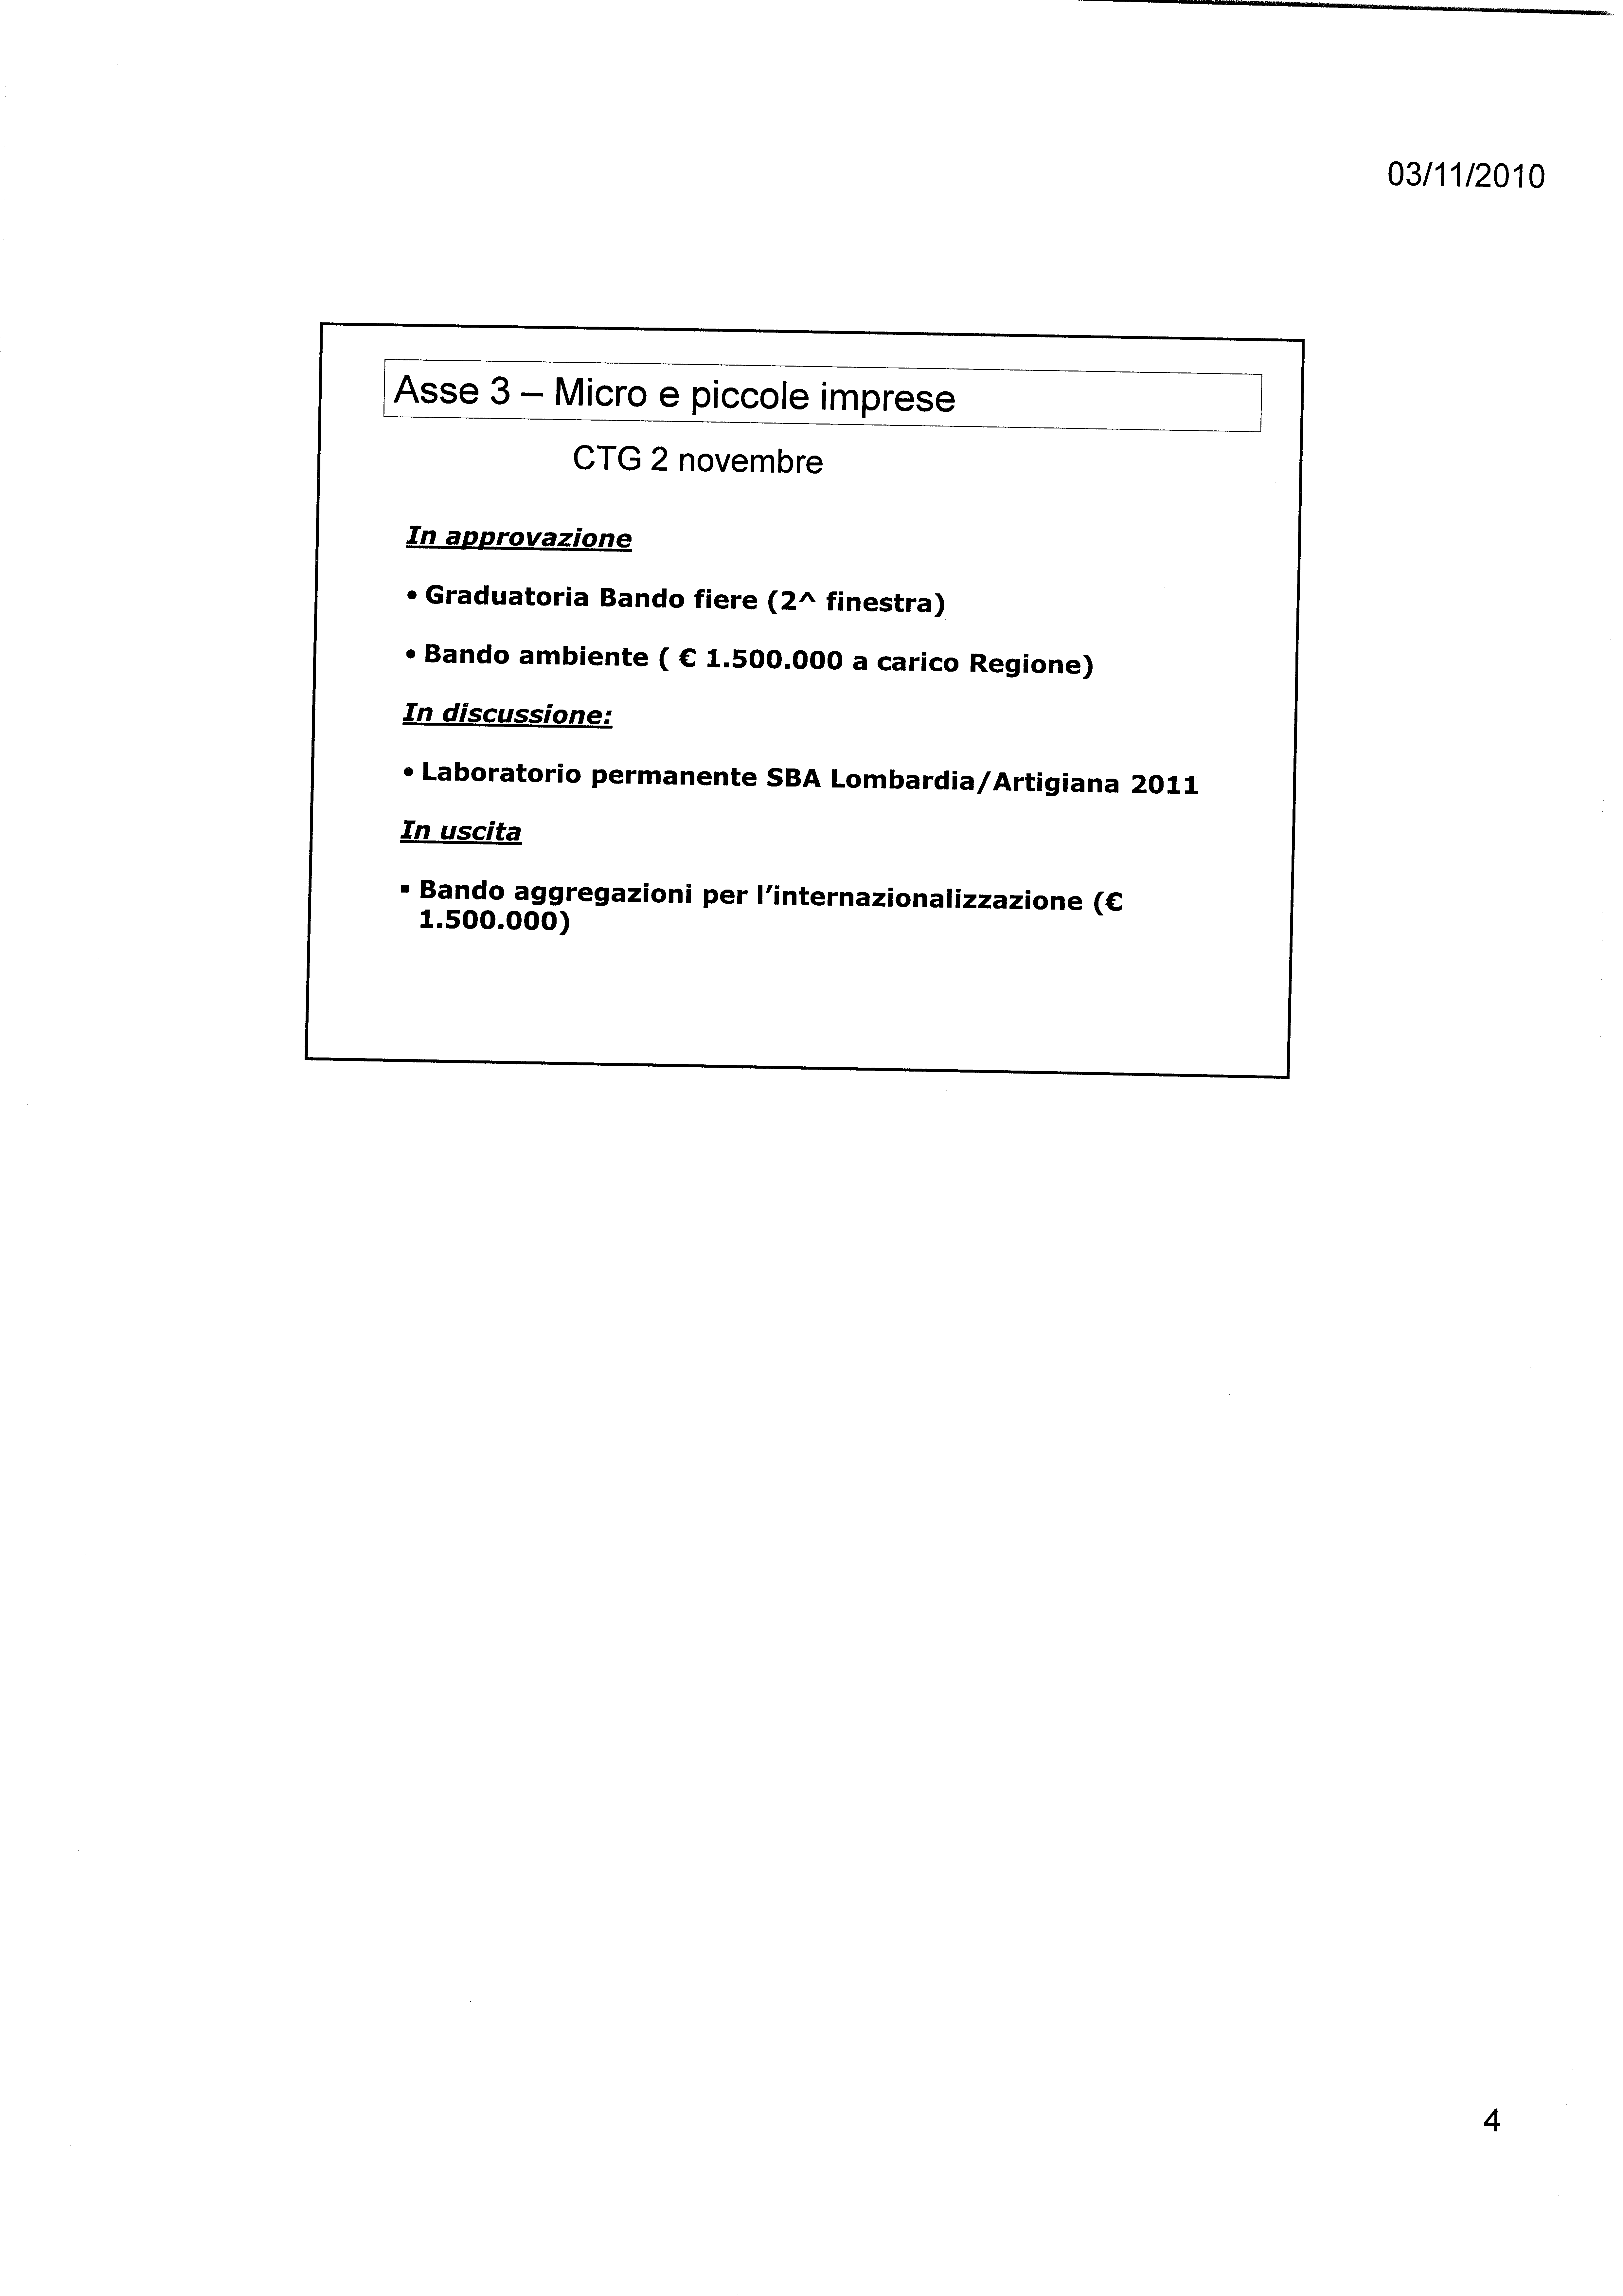 03/11/2010
Asse 3 – Micro e piccole imprese
CTG 2 novembre
In approvazione
• Graduatoria Bando fiere (2^ finestra)
• Bando ambiente ( € 1.500.000 a carico Regione)
In discussione:
• Laboratorio permanente SBA Lombardia/Artigiana 2011
In uscita
▪ Bando aggregazioni per l'internazionalizzazione (€
1.500.000)
4